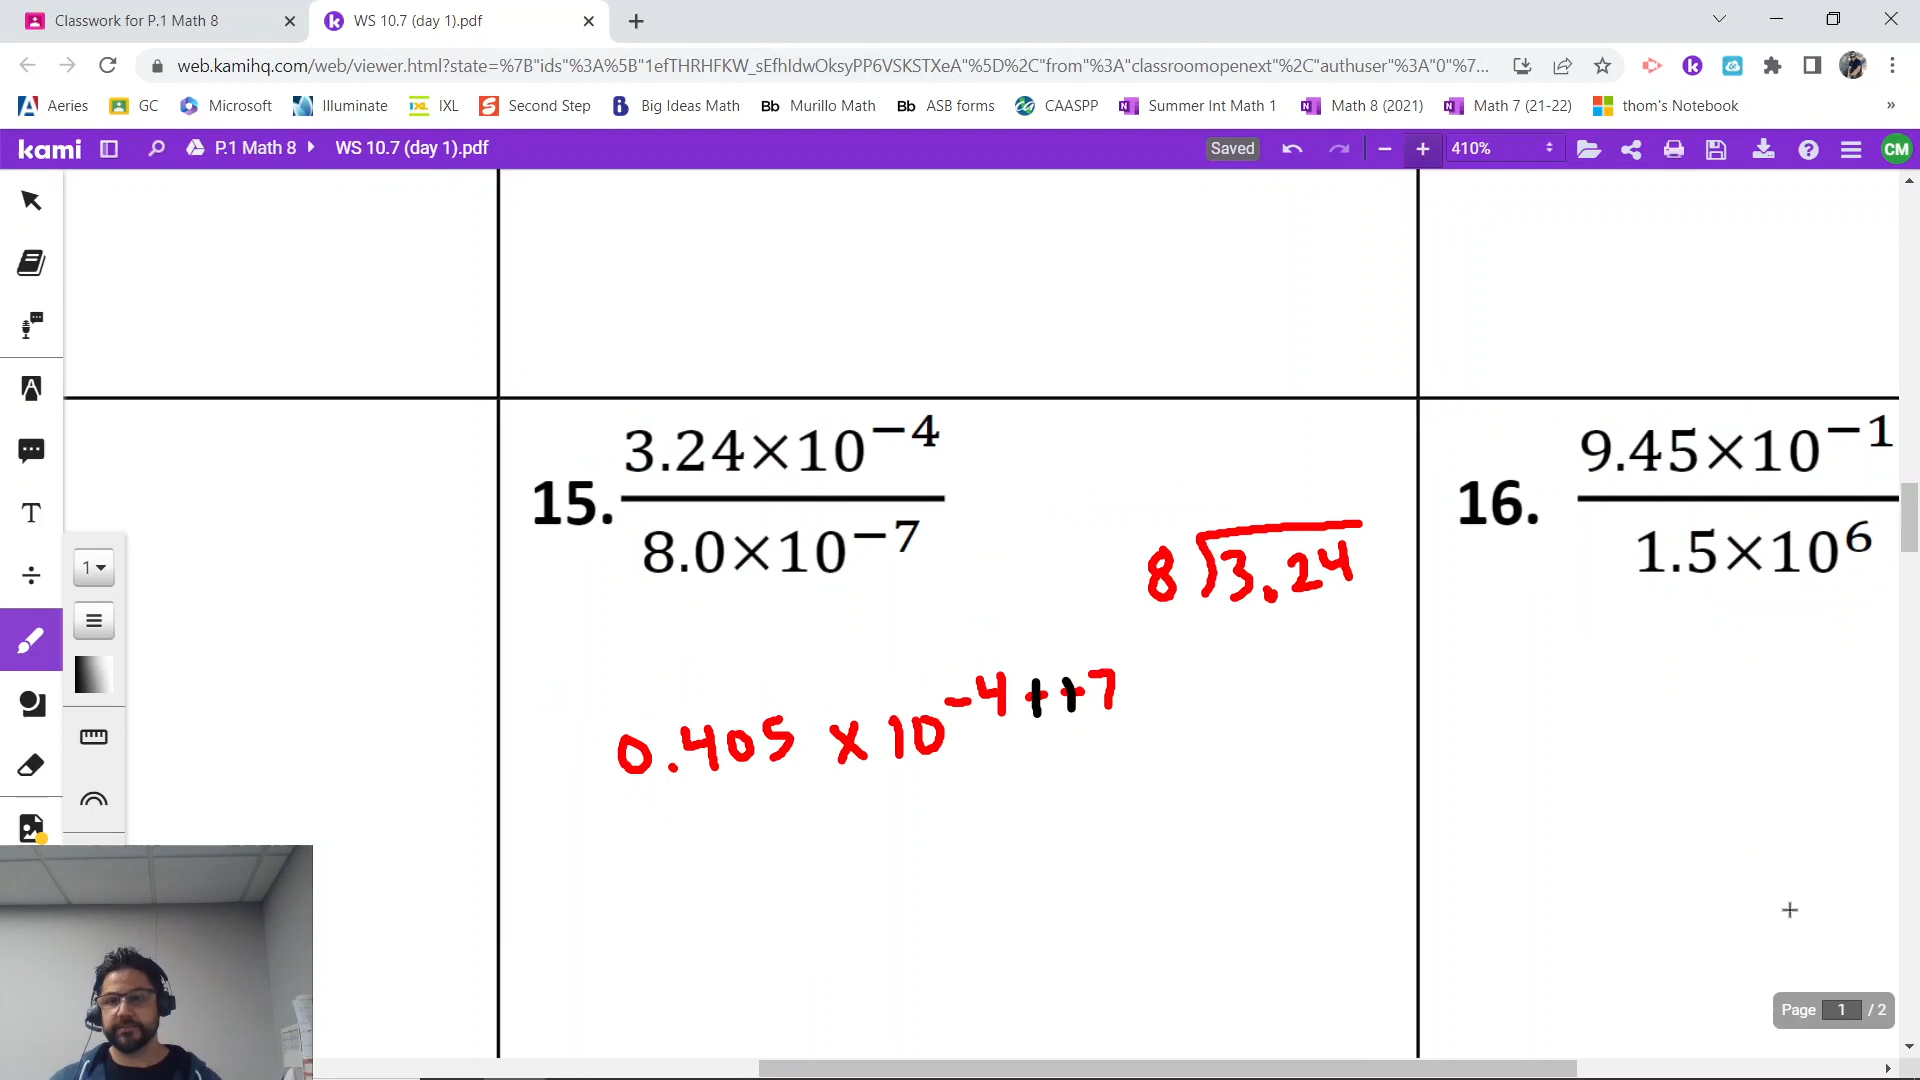 Classwork for P.1 Math 8
WS 10.7 (day 1).pdf
web.kamihq.com/web/viewer.html?state=%7B"ids"%3A%5B"1efTHRHFKW_sEfhIdwOksyPP6VSKSTXeA"%5D%2C"from"%3A"classroomopenext"%2C"authuser"%3A"0"%7...
Aeries GC Microsoft Illuminate IXL IXL S Second Step Big Ideas Math Bb Murillo Math Bb ASB forms CAASPP N Summer Int Math 1 N Math 8 (2021) N Math 7 (21-22) thom's Notebook »
kami P.1 Math 8 WS 10.7 (day 1).pdf Saved 410% CM
T
1
15. 3.24×10⁻⁴
8.0×10⁻⁷
16. 9.45×10⁻¹
1.5×10⁶
8 3.24
0.405 x 10^-4++7
Page 1 / 2